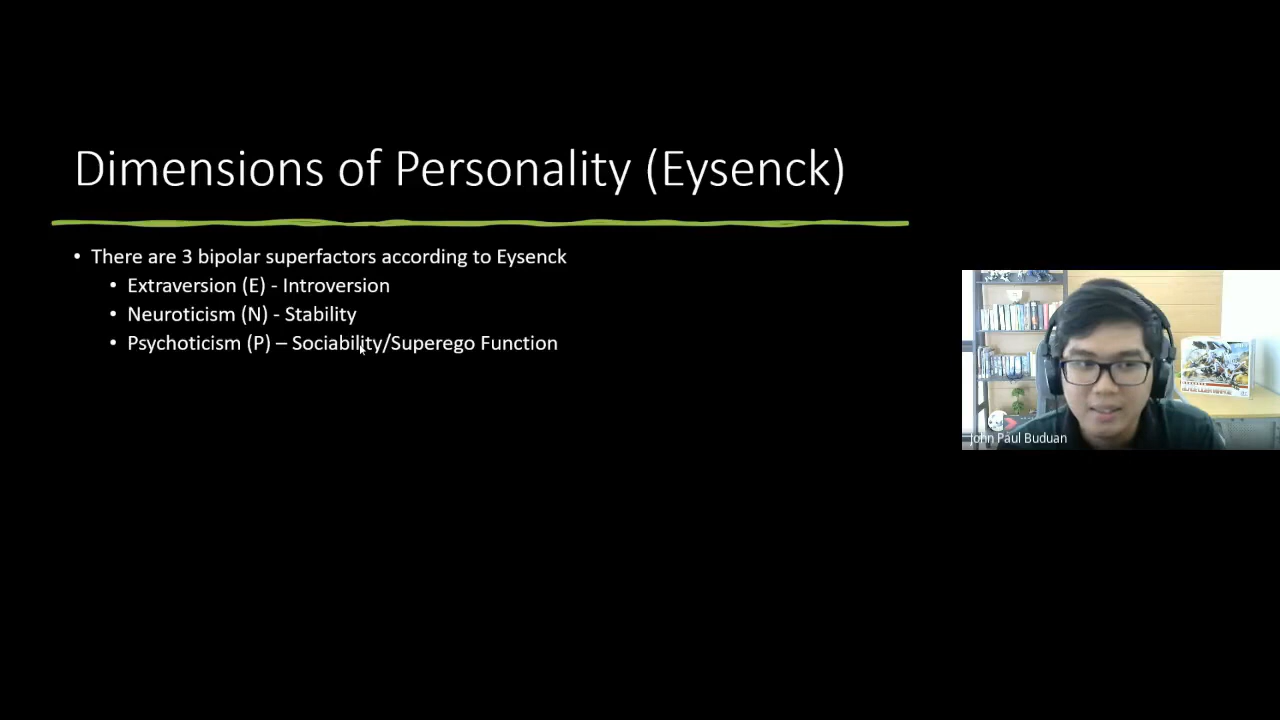 Dimensions of Personality (Eysenck)
• There are 3 bipolar superfactors according to Eysenck
• Extraversion (E) - Introversion
• Neuroticism (N) - Stability
• Psychoticism (P) – Sociability/Superego Function
John Paul Buduan